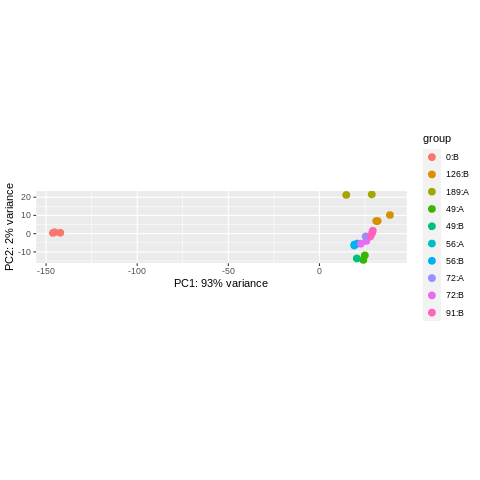 group
0:B
126:B
189:A
49:A
49:B
56:A
56:B
72:A
72:B
91:B
PC2: 2% variance
20
10
0
-10
-150
-100
-50
0
PC1: 93% variance